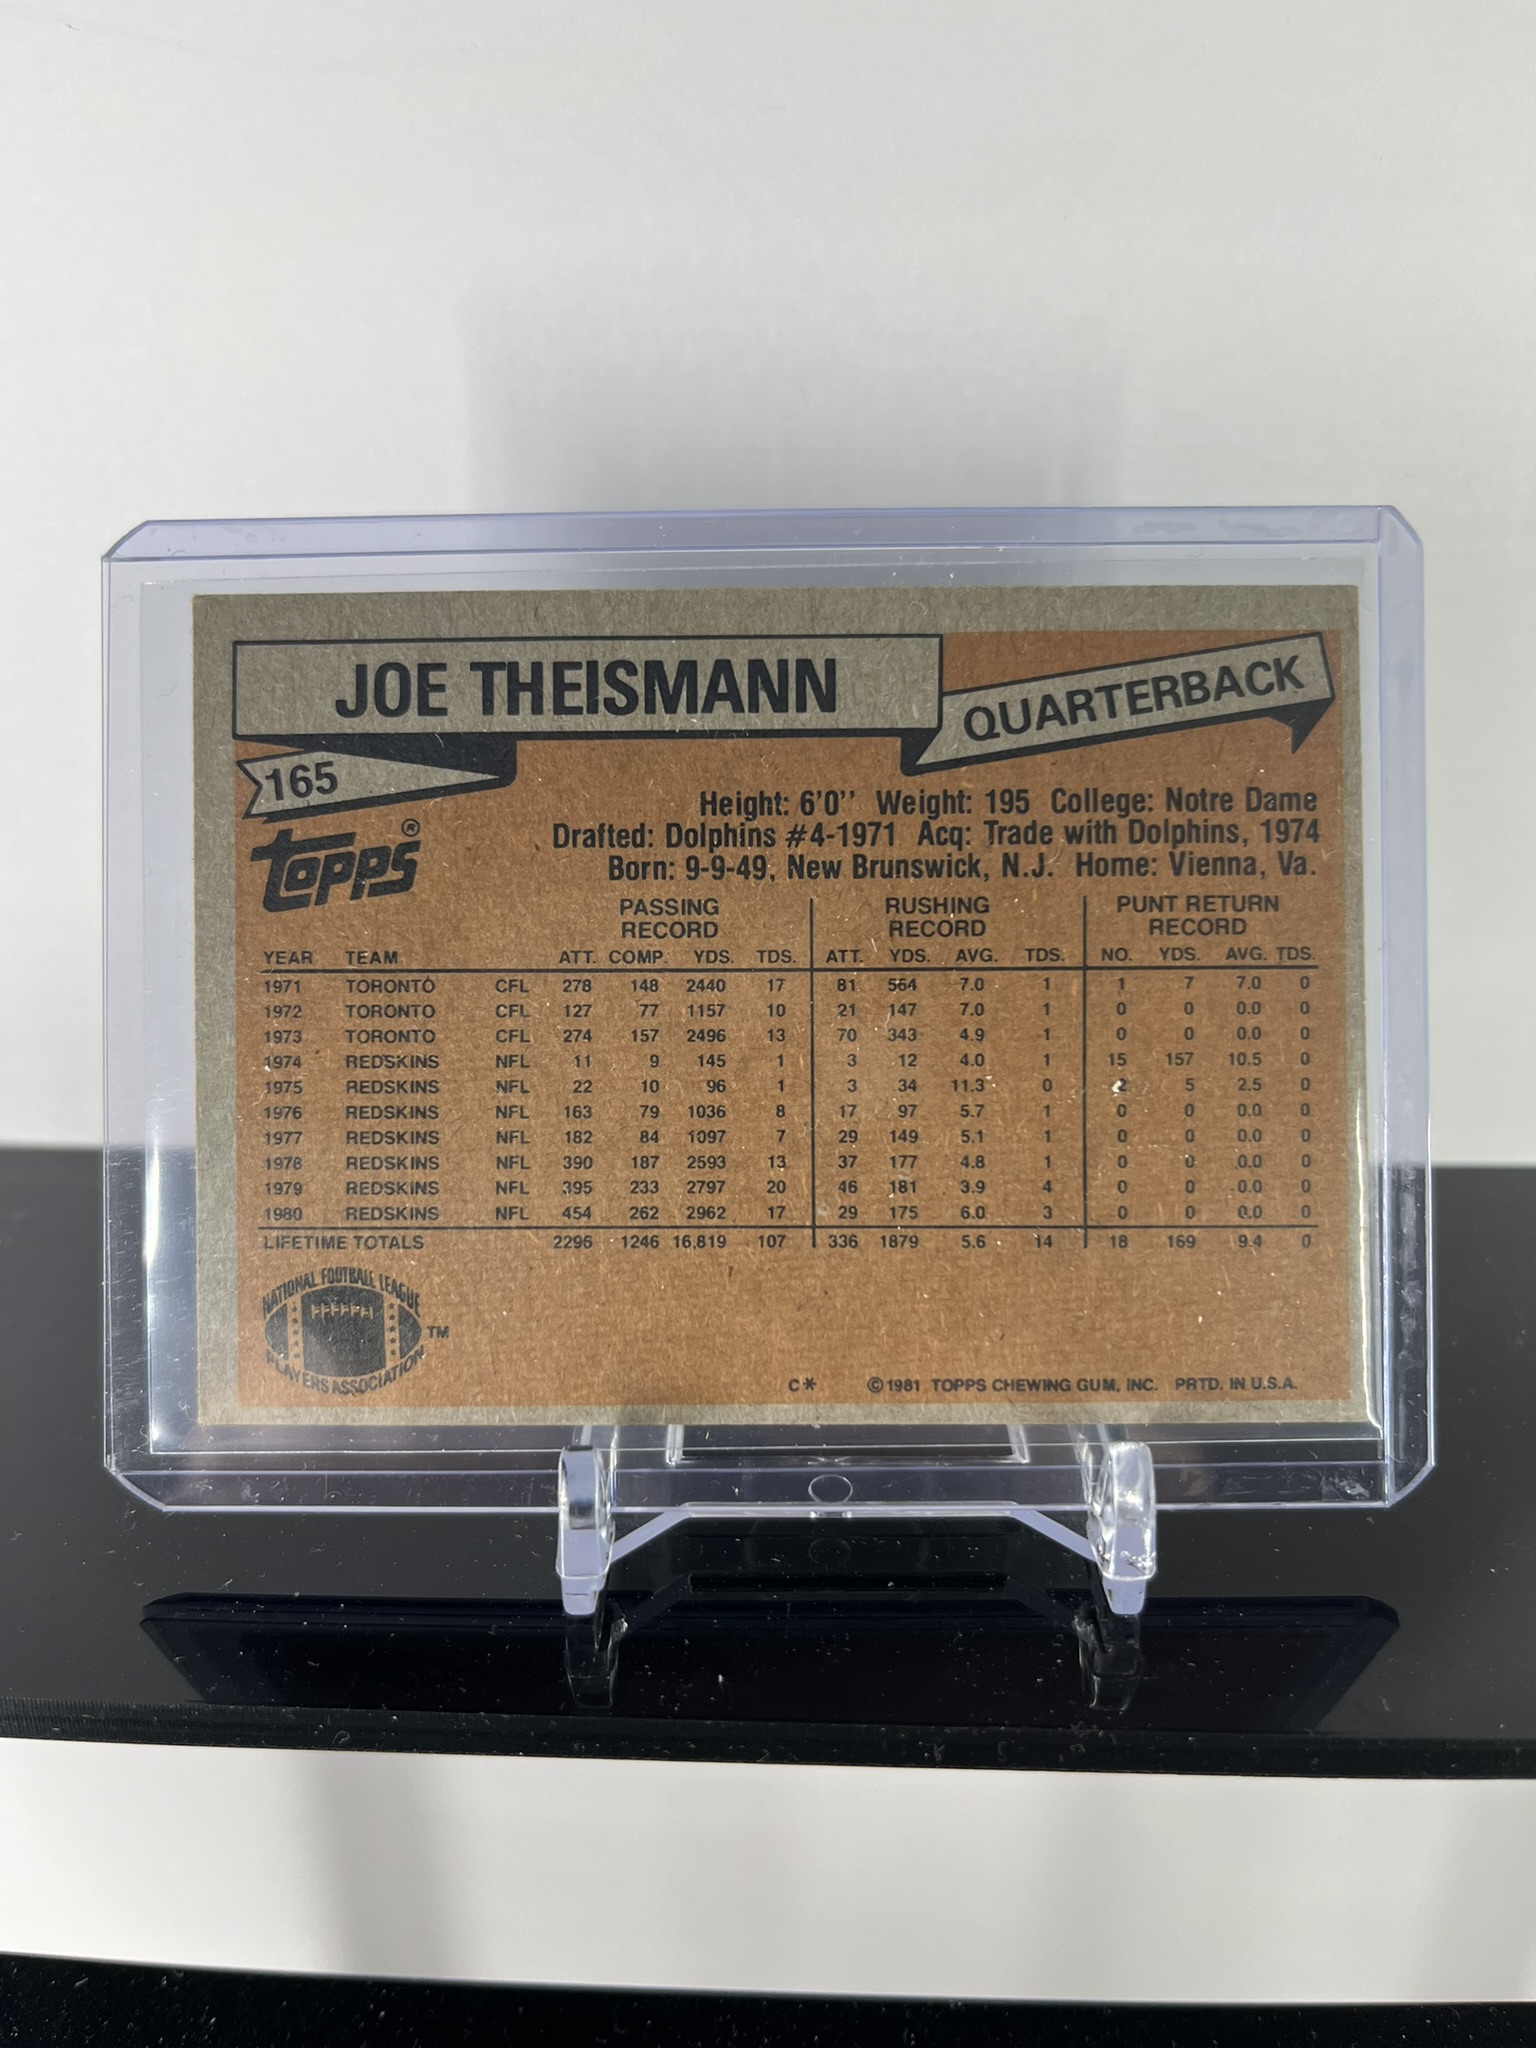 JOE THEISMANN
QUARTERBACK
165
Topps®
Height: 6'0'' Weight: 195 College: Notre Dame
Drafted: Dolphins #4-1971 Acq: Trade with Dolphins, 1974
Born: 9-9-49, New Brunswick, N.J. Home: Vienna, Va.
PASSING RECORD RUSHING RECORD PUNT RETURN RECORD
YEAR TEAM ATT. COMP. YDS. TDS. ATT. YDS. AVG. TDS. NO. YDS. AVG. TDS.
1971 TORONTO CFL 278 148 2440 17 81 564 7.0 1 1 7 7.0 0
1972 TORONTO CFL 127 77 1157 10 21 147 7.0 1 0 0 0.0 0
1973 TORONTO CFL 274 157 2496 13 70 343 4.9 1 0 0 0.0 0
1974 REDSKINS NFL 11 9 145 1 3 12 4.0 1 15 157 10.5 0
1975 REDSKINS NFL 22 10 96 1 3 34 11.3 0 2 5 2.5 0
1976 REDSKINS NFL 163 79 1036 8 17 97 5.7 1 0 0 0.0 0
1977 REDSKINS NFL 182 84 1097 7 29 149 5.1 1 0 0 0.0 0
1978 REDSKINS NFL 390 187 2593 13 37 177 4.8 1 0 0 0.0 0
1979 REDSKINS NFL 395 233 2797 20 46 181 3.9 4 0 0 0.0 0
1980 REDSKINS NFL 454 262 2962 17 29 175 6.0 3 0 0 0.0 0
LIFETIME TOTALS 2296 1246 16,819 107 336 1879 5.6 14 18 169 9.4 0
NATIONAL FOOTBALL LEAGUE
PLAYERS ASSOCIATION ™
C* ©1981 TOPPS CHEWING GUM, INC. PRTD. IN U.S.A.